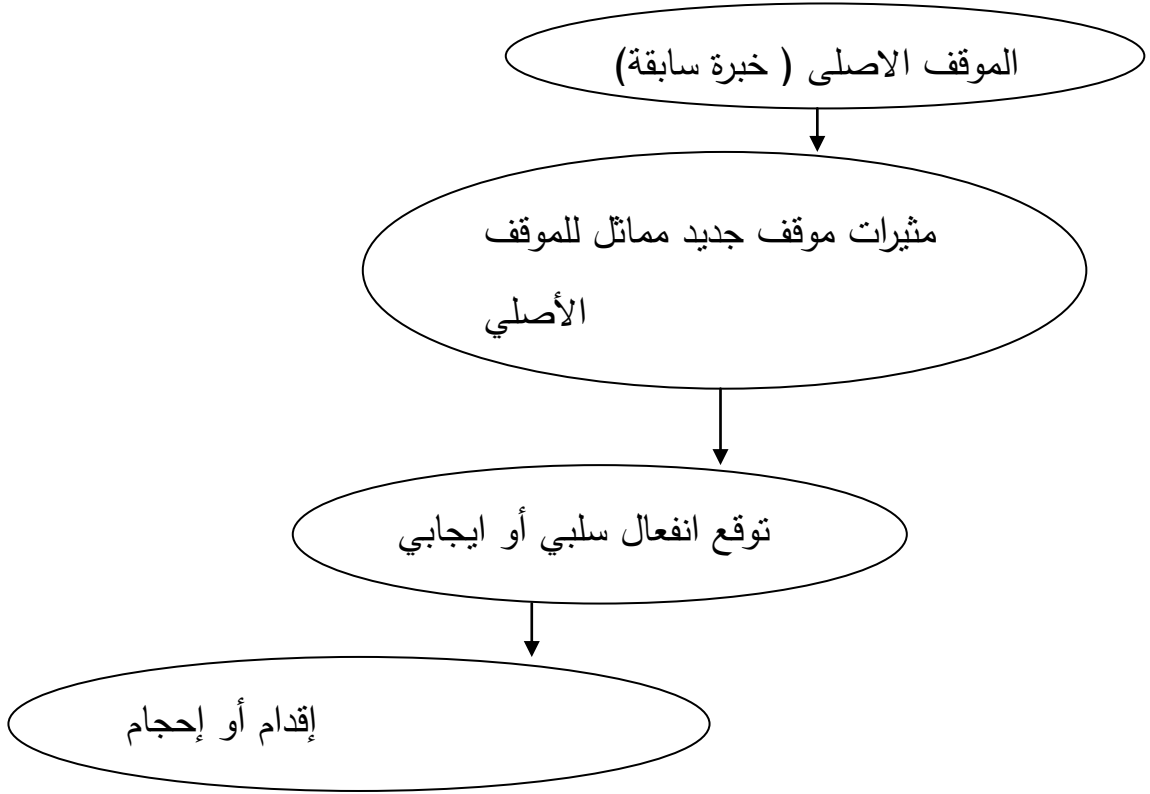 الموقف الاصلى ( خبرة سابقة)
مثيرات موقف جديد مماثل للموقف
الأصلي
توقع انفعال سلبي أو ايجابي
إقدام أو إحجام